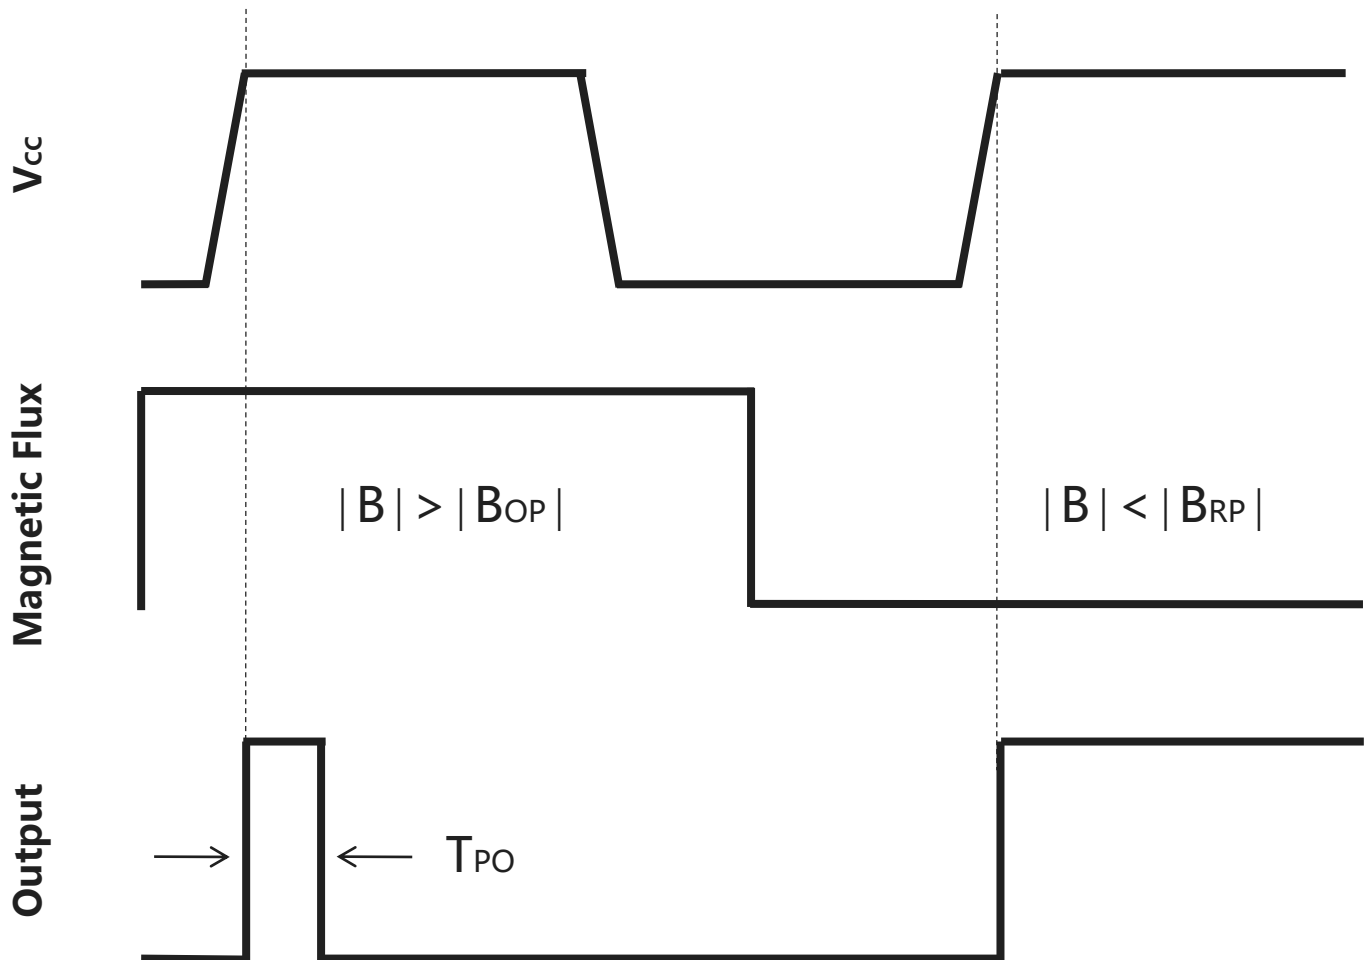 Vcc
Magnetic Flux
|B| > |BOP|
|B| < |BRP|
Output
TPO